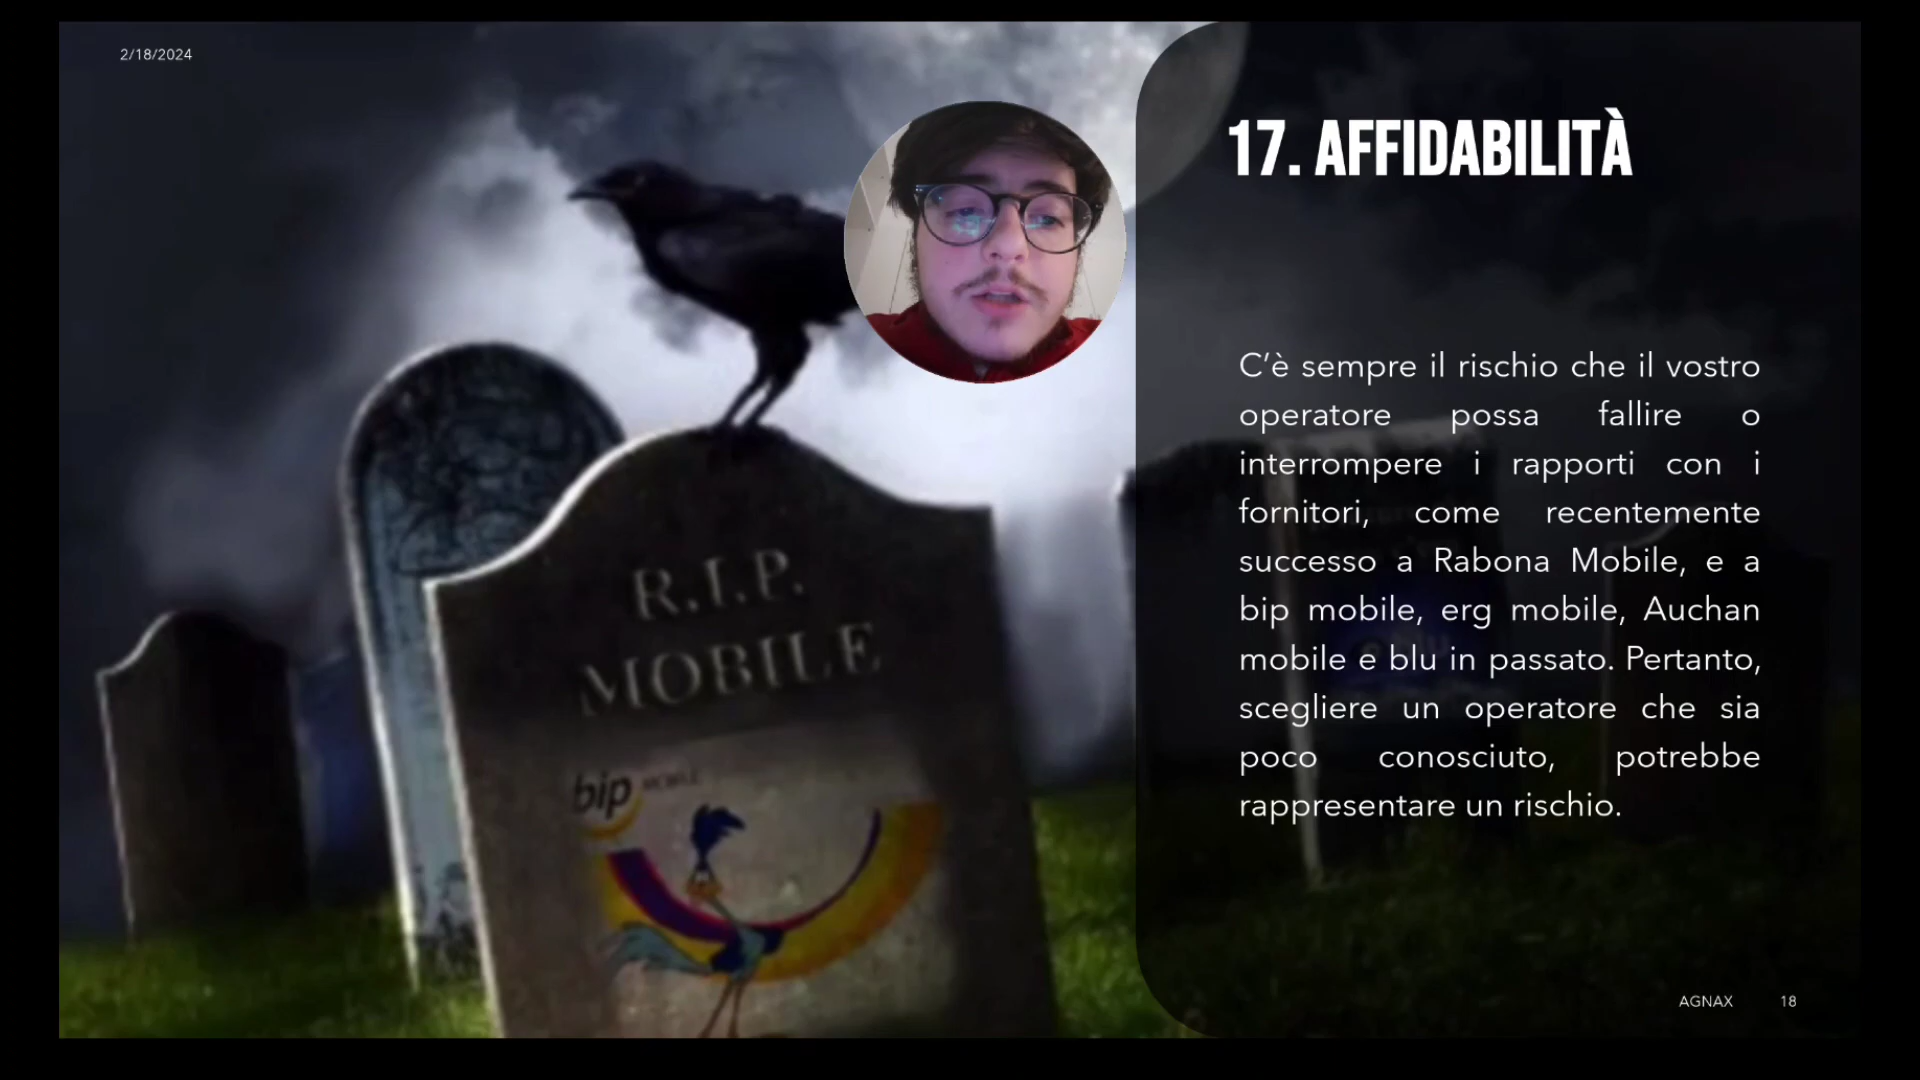 2/18/2024
17. AFFIDABILITÀ
C’è sempre il rischio che il vostro
operatore possa fallire o
interrompere i rapporti con i
fornitori, come recentemente
successo a Rabona Mobile, e a
bip mobile, erg mobile, Auchan
mobile e blu in passato. Pertanto,
scegliere un operatore che sia
poco conosciuto, potrebbe
rappresentare un rischio.
R.I.P.
MOBILE
bip MOBILE
AGNAX 18